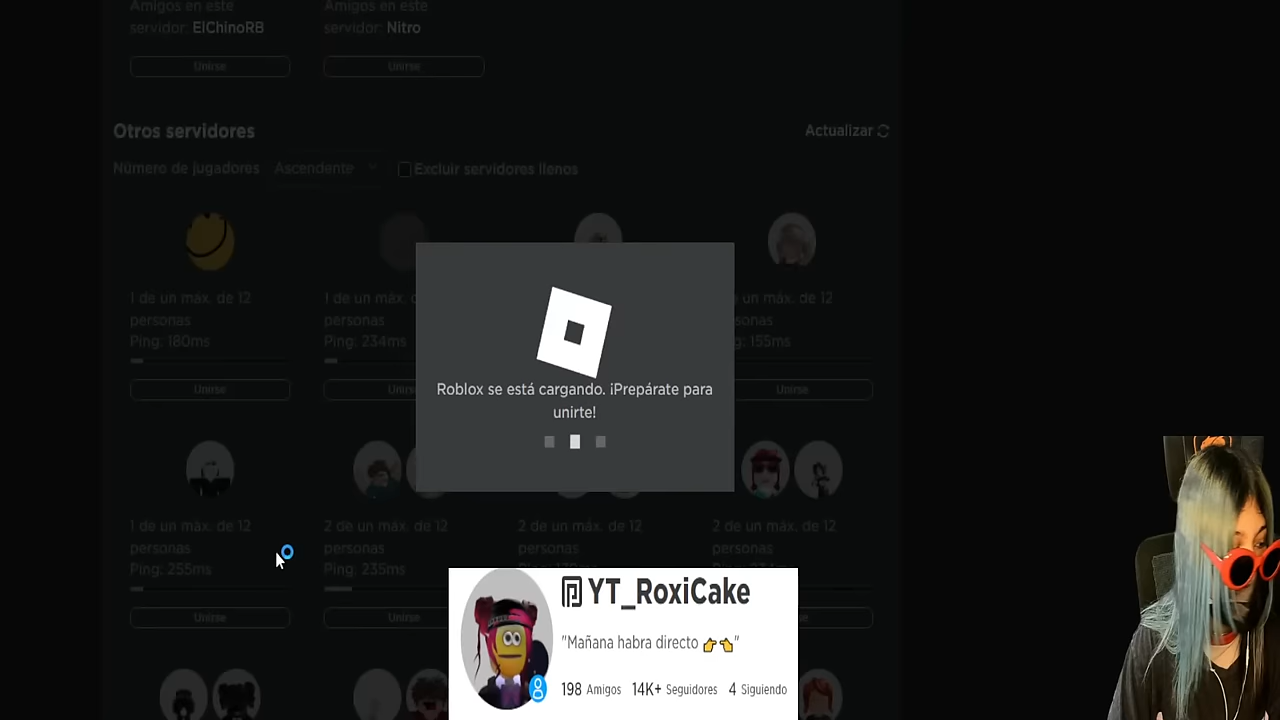 Amigos en este
servidor: ElChinoRB
Unirse
Amigos en este
servidor: Nitro
Unirse
Otros servidores
Actualizar
Número de jugadores
Ascendente
Excluir servidores llenos
1 de un máx. de 12
personas
Ping: 180ms
Unirse
1 de un máx.
Ping: 234ms
un máx. de 12
155ms
Unirse
Roblox se está cargando. ¡Prepárate para
unirte!
1 de un máx. de 12
personas
Ping: 255ms
Unirse
2 de un máx. de 12
personas
Ping: 235ms
Unirse
2 de un máx. de 12
personas
2 de un máx. de 12
personas
YT_RoxiCake
"Mañana habra directo 👉👈"
198 Amigos 14K+ Seguidores 4 Siguiendo